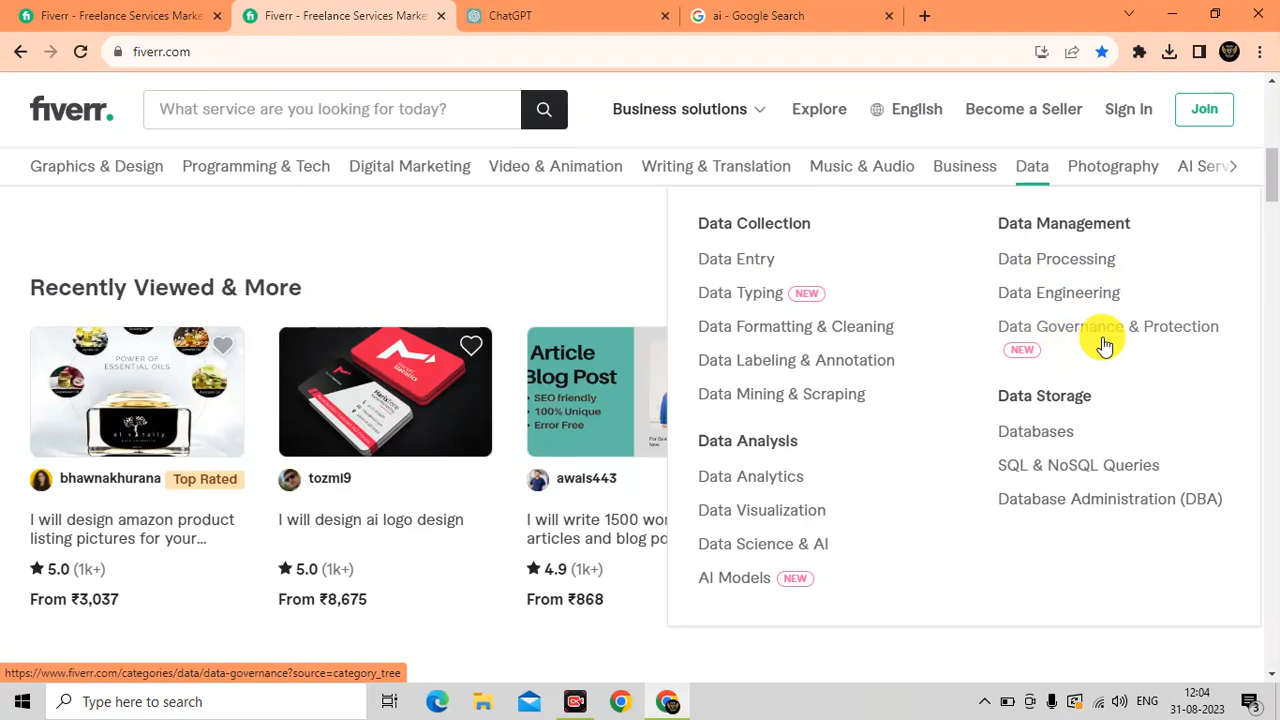 Fiverr - Freelance Services Marke
Fiverr - Freelance Services Marke
ChatGPT
ai - Google Search
fiverr.com
fiverr.
What service are you looking for today?
Business solutions
Explore
English
Become a Seller
Sign In
Join
Graphics & Design
Programming & Tech
Digital Marketing
Video & Animation
Writing & Translation
Music & Audio
Business
Data
Photography
AI Serv
Recently Viewed & More
POWER OF
ESSENTIAL OILS
bhawnakhurana
Top Rated
I will design amazon product
listing pictures for your...
5.0 (1k+)
From ₹3,037
tozml9
I will design ai logo design
5.0 (1k+)
From ₹8,675
Article
Blog Post
• SEO friendly
• 100% Unique
• Error Free
awais443
I will write 1500 wor
articles and blog po
4.9 (1k+)
From ₹868
Data Collection
Data Entry
Data Typing NEW
Data Formatting & Cleaning
Data Labeling & Annotation
Data Mining & Scraping
Data Analysis
Data Analytics
Data Visualization
Data Science & AI
AI Models NEW
Data Management
Data Processing
Data Engineering
Data Governance & Protection
NEW
Data Storage
Databases
SQL & NoSQL Queries
Database Administration (DBA)
https://www.fiverr.com/categories/data/data-governance?source=category_tree
Type here to search
ENG
12:04
31-08-2023
3